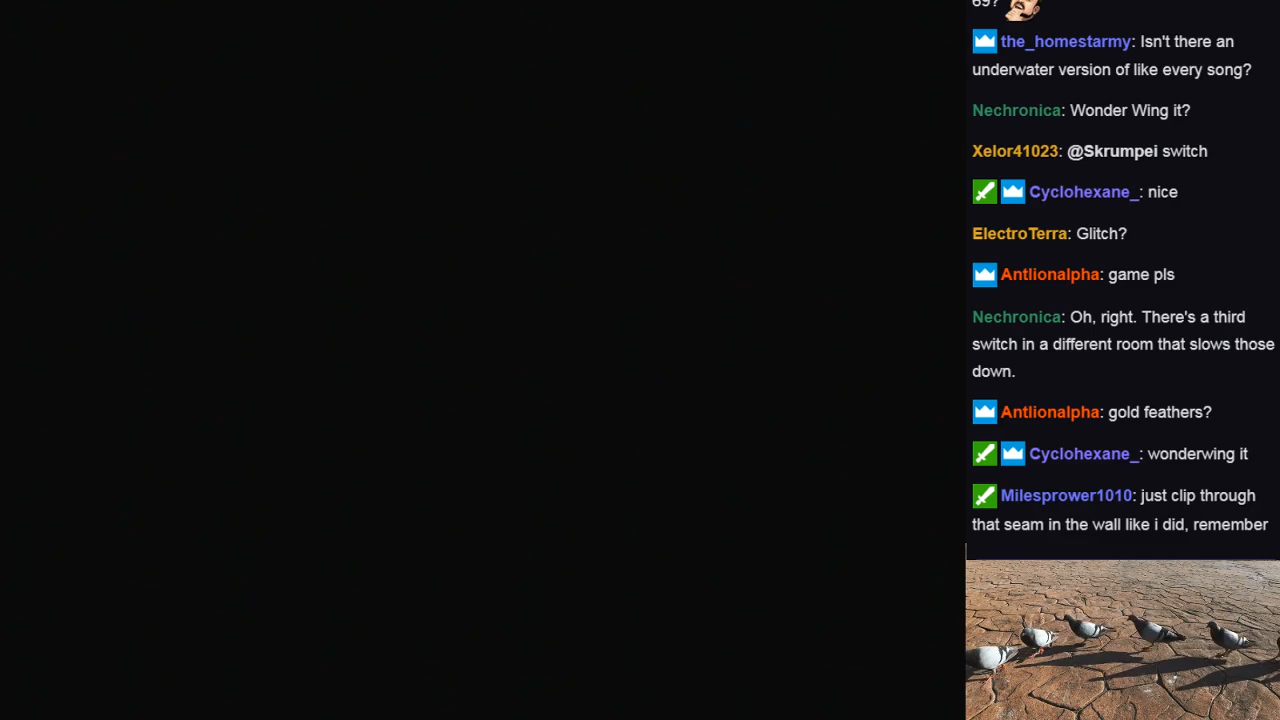 69?
the_homestarmy: Isn't there an
underwater version of like every song?
Nechronica: Wonder Wing it?
Xelor41023: @Skrumpei switch
Cyclohexane_: nice
ElectroTerra: Glitch?
Antlionalpha: game pls
Nechronica: Oh, right. There's a third
switch in a different room that slows those
down.
Antlionalpha: gold feathers?
Cyclohexane_: wonderwing it
Milesprower1010: just clip through
that seam in the wall like i did, remember